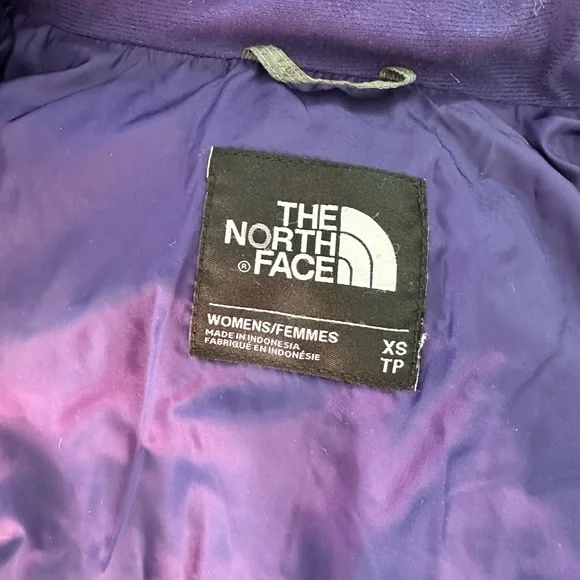 THE
NORTH
® FACE
WOMENS/FEMMES XS
MADE IN INDONESIA
FABRIQUÉ EN INDONÉSIE TP